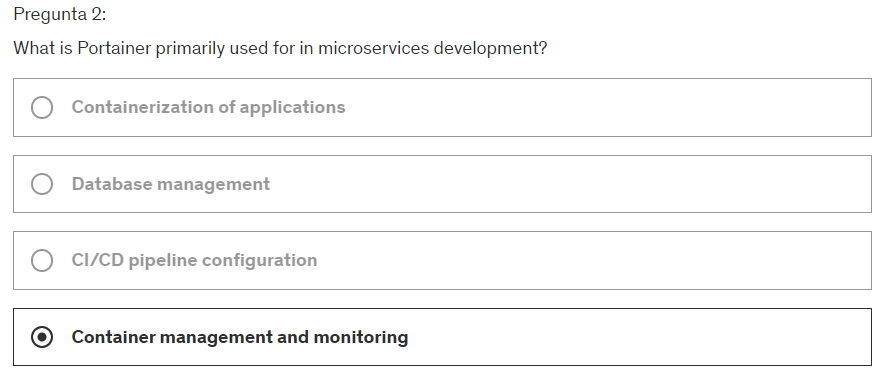 Pregunta 2:
What is Portainer primarily used for in microservices development?
Containerization of applications
Database management
CI/CD pipeline configuration
Container management and monitoring